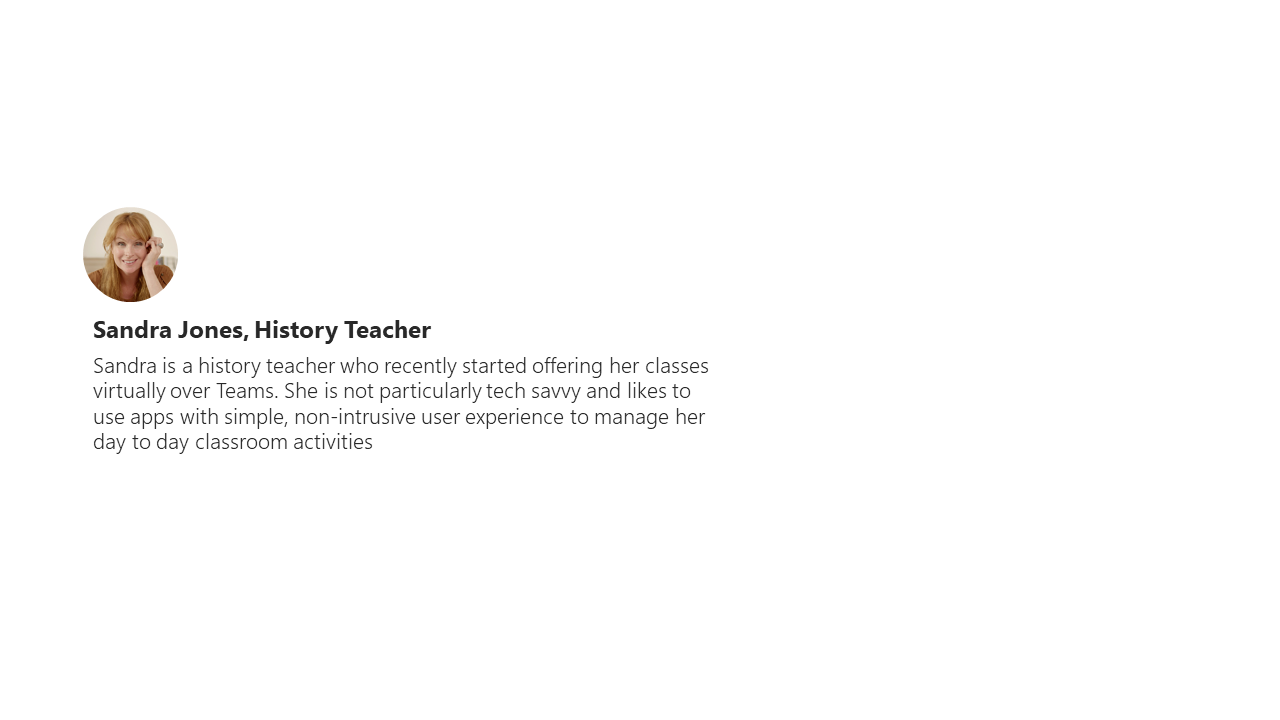 Sandra Jones, History Teacher
Sandra is a history teacher who recently started offering her classes
virtually over Teams. She is not particularly tech savvy and likes to
use apps with simple, non-intrusive user experience to manage her
day to day classroom activities